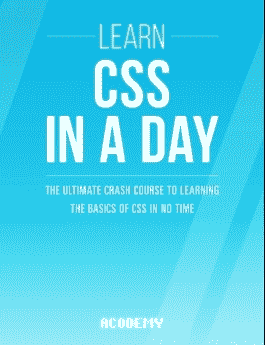 LEARN
CSS
IN A DAY
THE ULTIMATE CRASH COURSE TO LEARNING
THE BASICS OF CSS IN NO TIME
ACODEMY